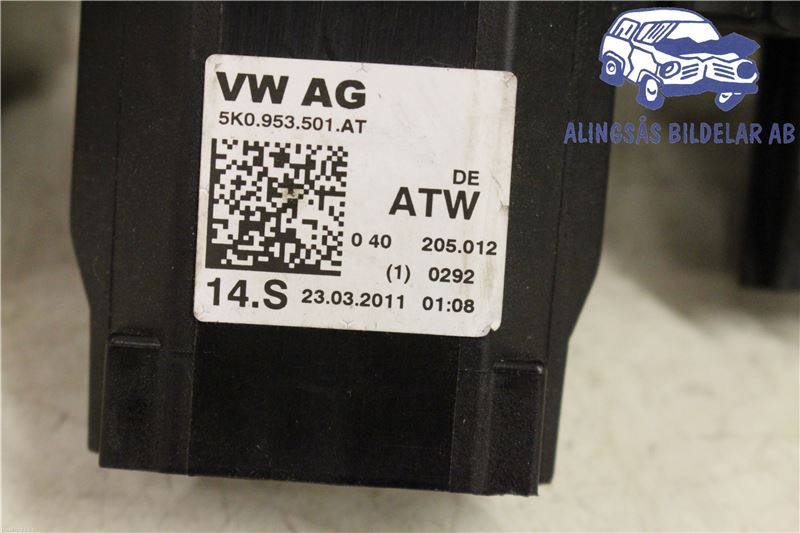 ALINGSÅS BILDELAR AB
VW AG
5K0.953.501.AT
DE
ATW
0 40 205.012
(1) 0292
14.S 23.03.2011 01:08